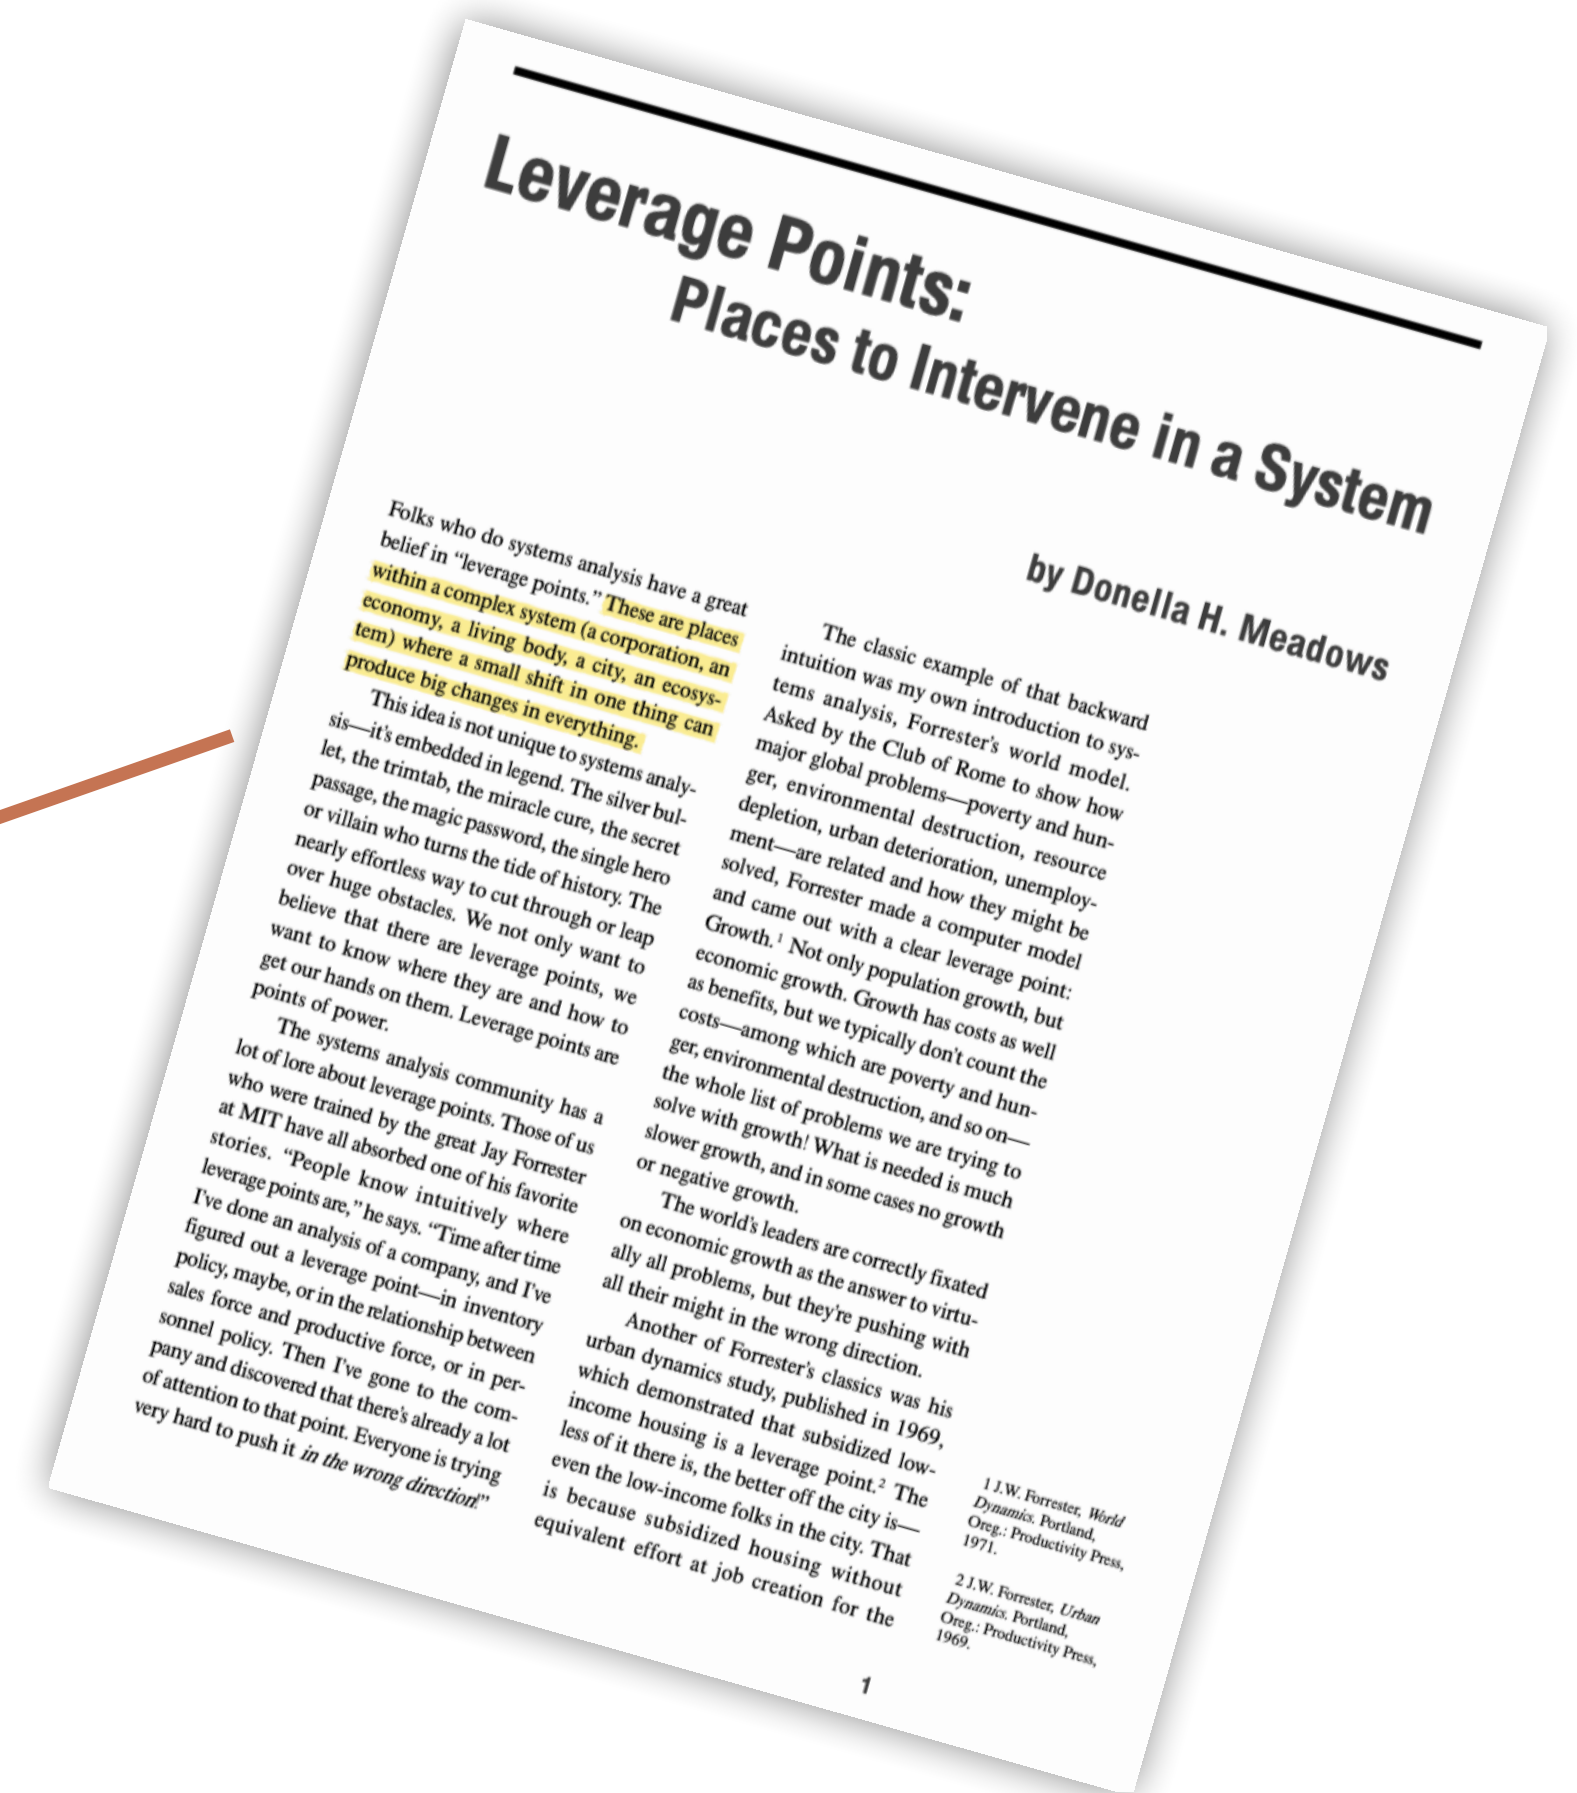 Leverage Points:
Places to Intervene in a System
by Donella H. Meadows
Folks who do systems analysis have a great
belief in “leverage points.” These are places
within a complex system (a corporation, an
economy, a living body, a city, an ecosys-
tem) where a small shift in one thing can
produce big changes in everything.
This idea is not unique to systems analy-
sis—it’s embedded in legend. The silver bul-
let, the trimtab, the miracle cure, the secret
passage, the magic password, the single hero
or villain who turns the tide of history. The
nearly effortless way to cut through or leap
over huge obstacles. We not only want to
believe that there are leverage points, we
want to know where they are and how to
get our hands on them. Leverage points are
points of power.
The systems analysis community has a
lot of lore about leverage points. Those of us
who were trained by the great Jay Forrester
at MIT have all absorbed one of his favorite
stories. “People know intuitively where
leverage points are,” he says. “Time after time
I’ve done an analysis of a company, and I’ve
figured out a leverage point—in inventory
policy, maybe, or in the relationship between
sales force and productive force, or in per-
sonnel policy. Then I’ve gone to the com-
pany and discovered that there’s already a lot
of attention to that point. Everyone is trying
very hard to push it in the wrong direction!”
The classic example of that backward
intuition was my own introduction to sys-
tems analysis, Forrester’s world model.
Asked by the Club of Rome to show how
major global problems—poverty and hun-
ger, environmental destruction, resource
depletion, urban deterioration, unemploy-
ment—are related and how they might be
solved, Forrester made a computer model
and came out with a clear leverage point:
Growth.1 Not only population growth, but
economic growth. Growth has costs as well
as benefits, but we typically don’t count the
costs—among which are poverty and hun-
ger, environmental destruction, and so on—
the whole list of problems we are trying to
solve with growth! What is needed is much
slower growth, and in some cases no growth
or negative growth.
The world’s leaders are correctly fixated
on economic growth as the answer to virtu-
ally all problems, but they’re pushing with
all their might in the wrong direction.
Another of Forrester’s classics was his
urban dynamics study, published in 1969,
which demonstrated that subsidized low-
income housing is a leverage point.2 The
less of it there is, the better off the city is—
even the low-income folks in the city. That
is because subsidized housing without
equivalent effort at job creation for the
1 J.W. Forrester, World
Dynamics. Portland,
Oreg.: Productivity Press,
1971.
2 J.W. Forrester, Urban
Dynamics. Portland,
Oreg.: Productivity Press,
1969.
1